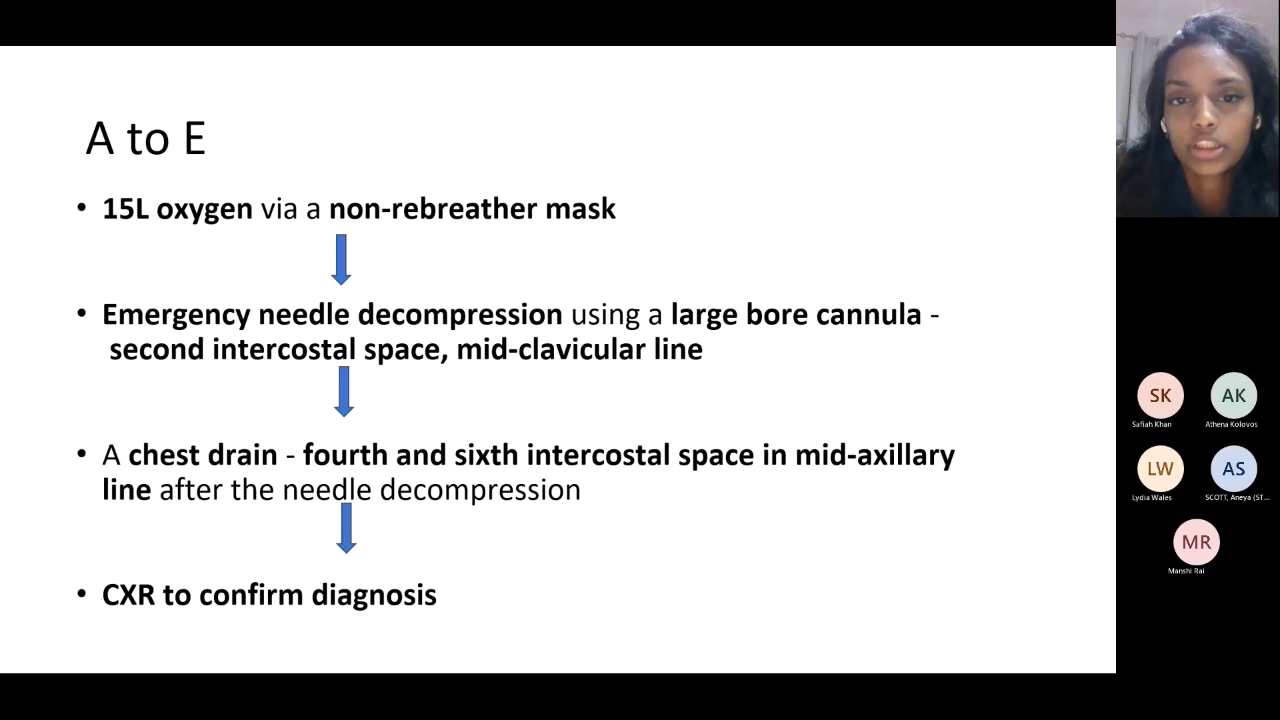 A to E
• 15L oxygen via a non-rebreather mask
• Emergency needle decompression using a large bore cannula -
second intercostal space, mid-clavicular line
• A chest drain - fourth and sixth intercostal space in mid-axillary
line after the needle decompression
• CXR to confirm diagnosis
SK
Safiah Khan
AK
Athena Kolovos
LW
Lydia Wales
AS
SCOTT, Aneya (ST...
MR
Manshi Rai